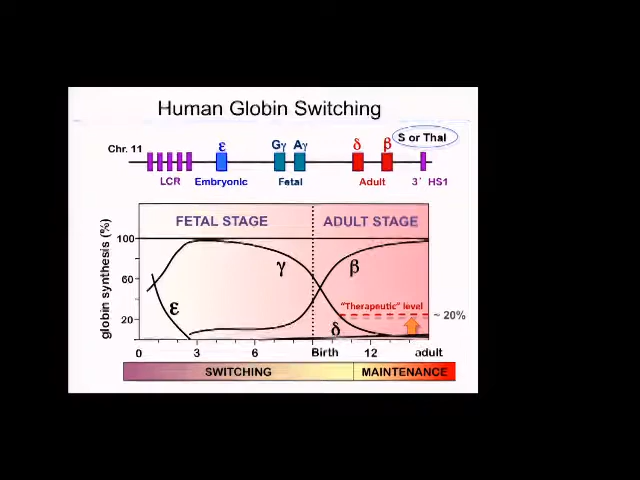 Human Globin Switching
Chr. 11
ε
Gγ Aγ
δ
β
S or Thal
LCR
Embryonic
Fetal
Adult
3´ HS1
FETAL STAGE
ADULT STAGE
globin synthesis (%)
100
60
20
γ
β
ε
δ
"Therapeutic" level
~ 20%
0 3 6 Birth 12 adult
SWITCHING
MAINTENANCE